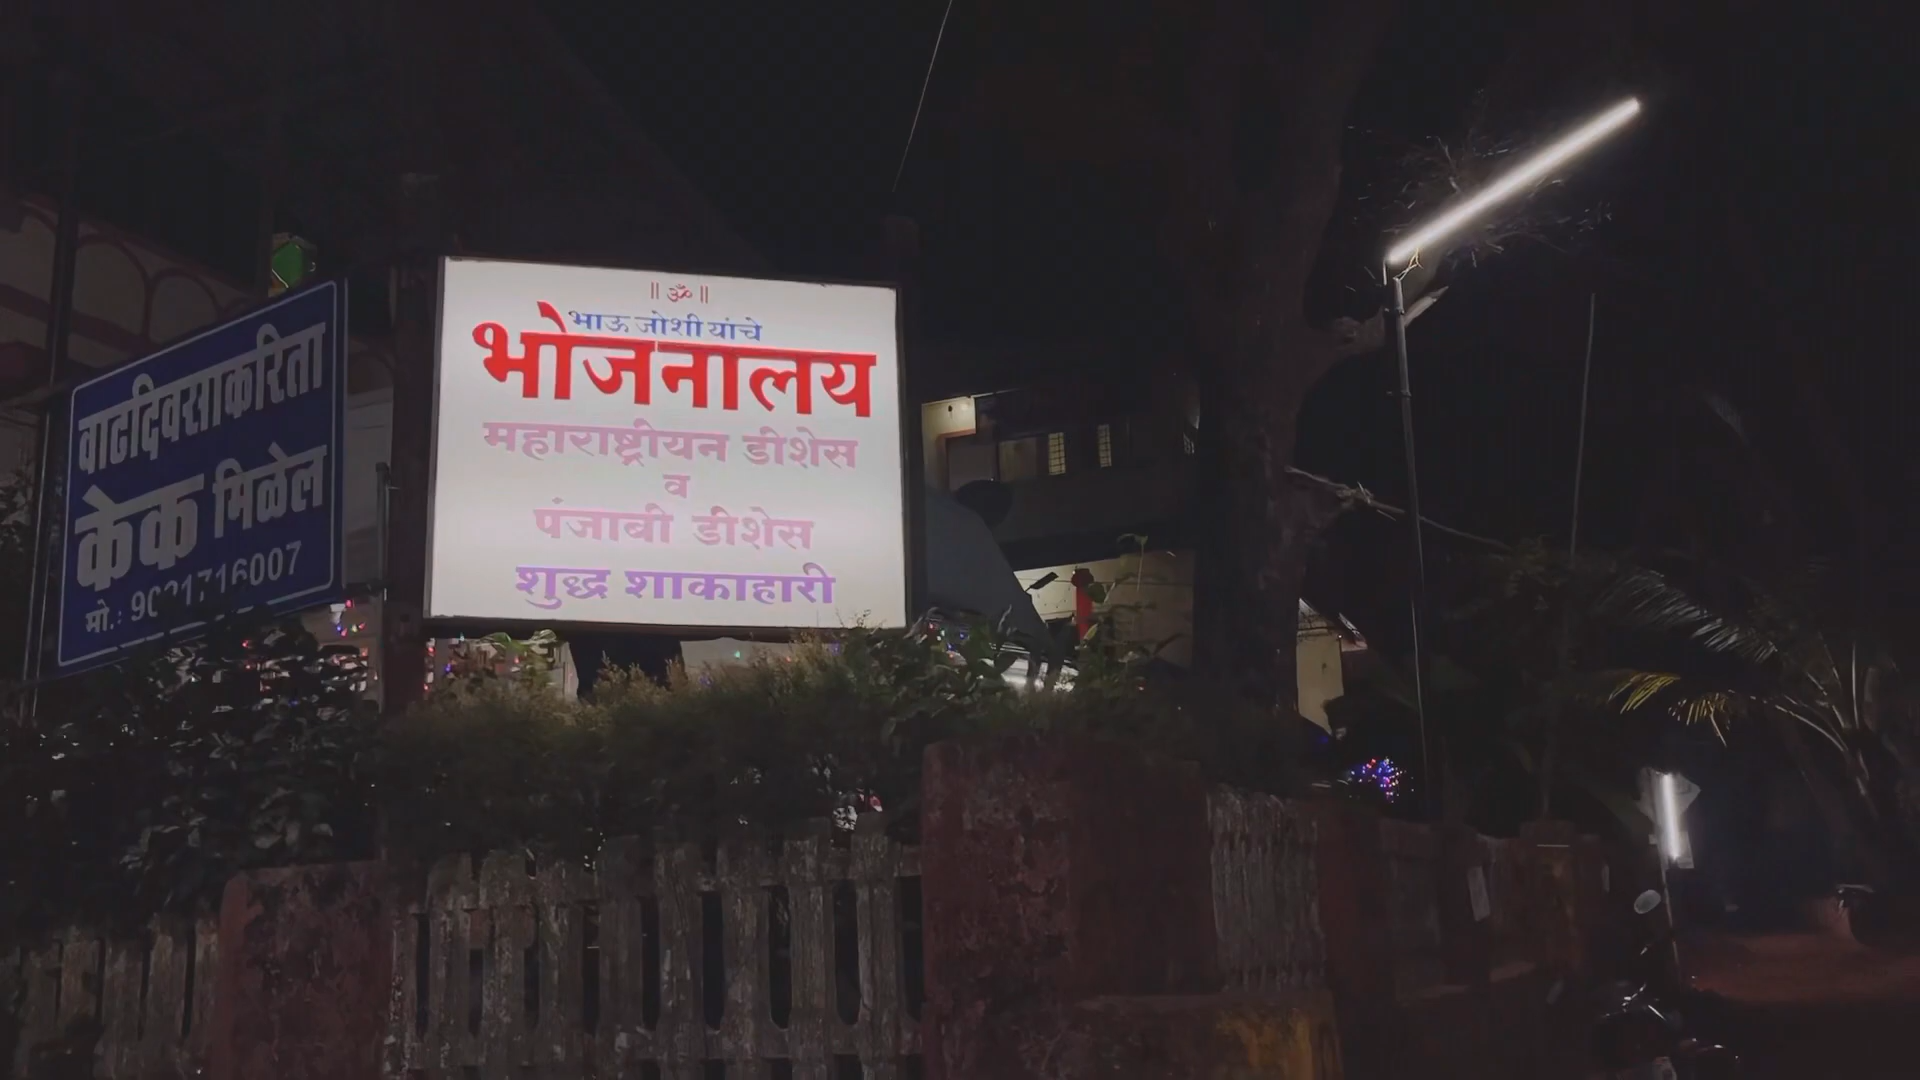 वाढदिवसाकरिता
केक मिळेल
मो.:
॥ ॐ ॥
भाऊ जोशी यांचे
भोजनालय
महाराष्ट्रीयन डीशेस
व
पंजाबी डीशेस
शुद्ध शाकाहारी